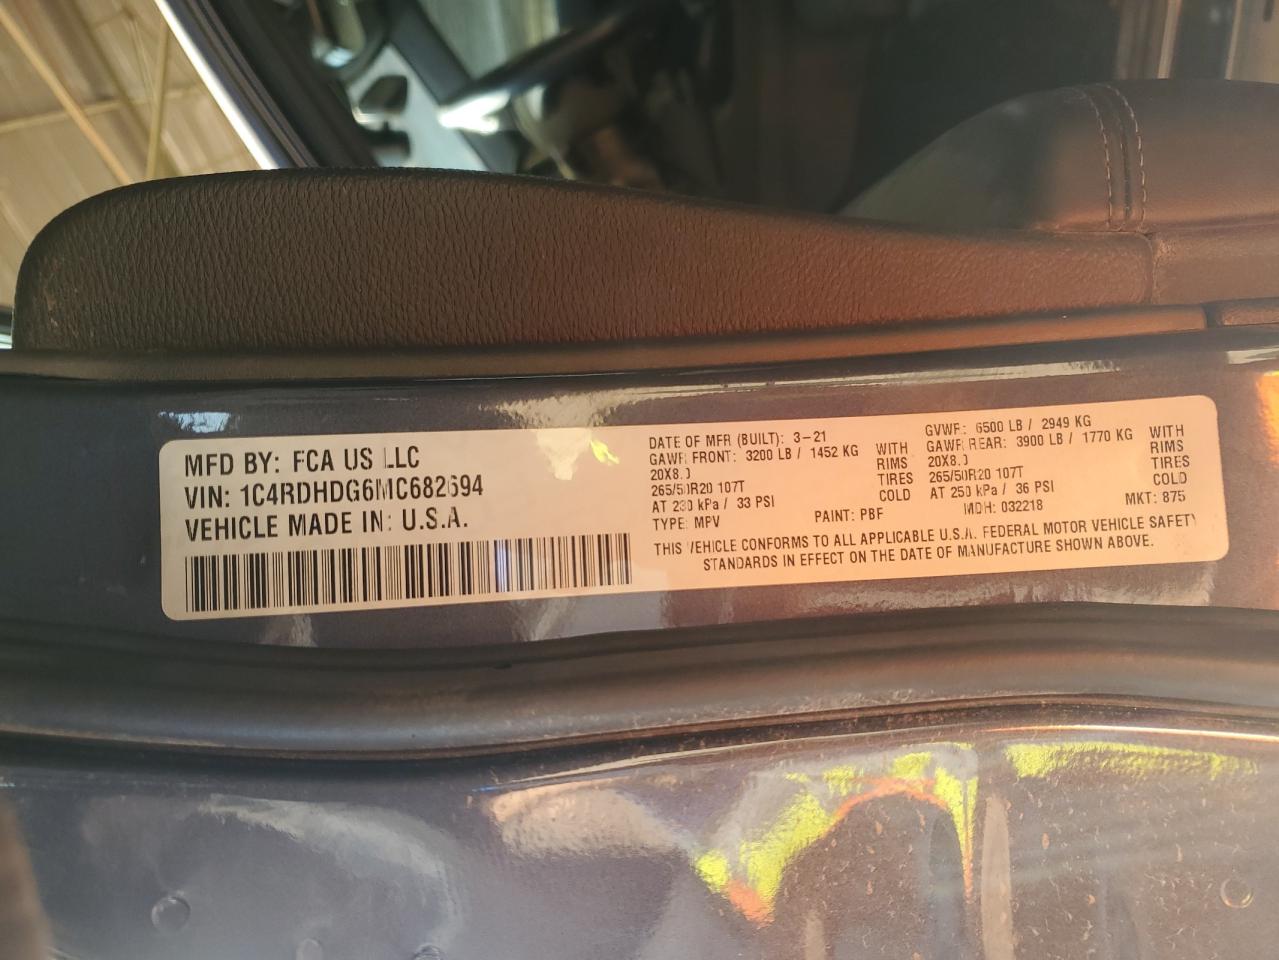 MFD BY: FCA US LLC
VIN: 1C4RDHDG6MC682694
VEHICLE MADE IN: U.S.A.
DATE OF MFR (BUILT): 3-21
GAWR FRONT: 3200 LB / 1452 KG WITH
20X8.0 RIMS
265/50R20 107T TIRES
AT 230 kPa / 33 PSI COLD
TYPE: MPV PAINT: PBF
GVWR: 6500 LB / 2949 KG
GAWR REAR: 3900 LB / 1770 KG WITH
20X8.0 RIMS
265/50R20 107T TIRES
AT 250 kPa / 36 PSI COLD
MDH: 032218 MKT: 875
THIS VEHICLE CONFORMS TO ALL APPLICABLE U.S.A. FEDERAL MOTOR VEHICLE SAFETY
STANDARDS IN EFFECT ON THE DATE OF MANUFACTURE SHOWN ABOVE.